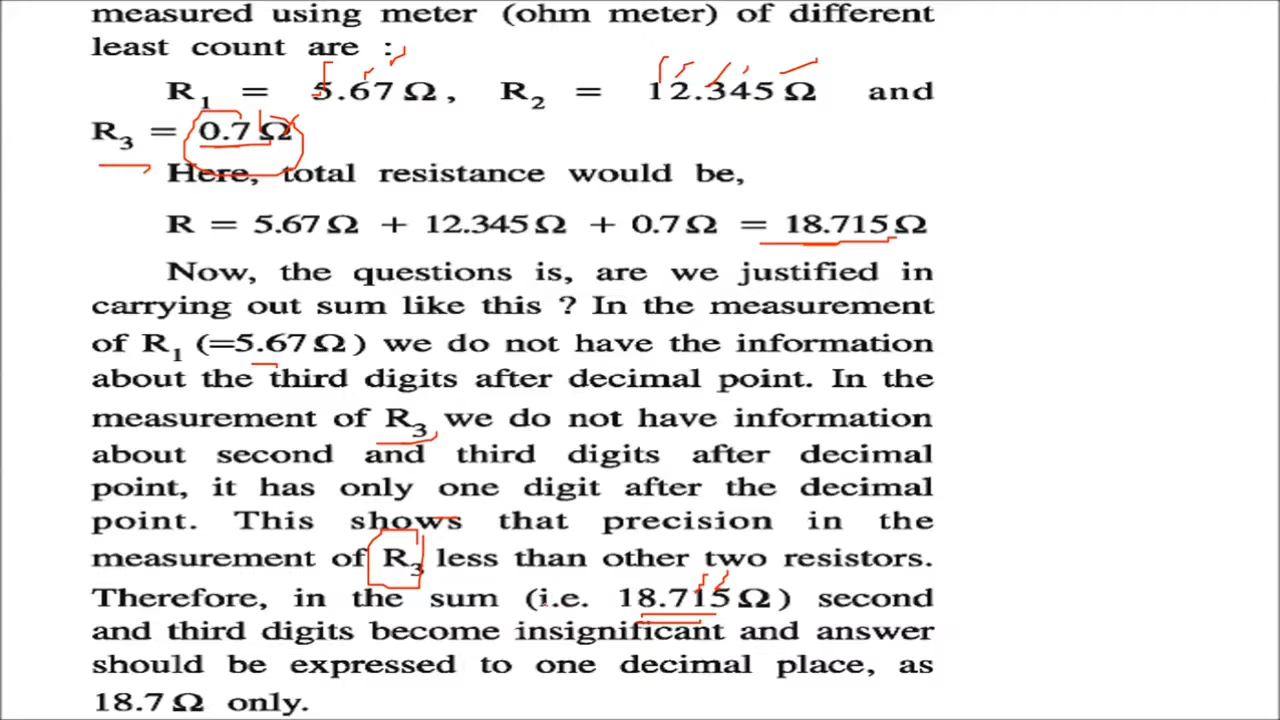 measured using meter (ohm meter) of different
least count are :
R₁ = 5.67 Ω, R₂ = 12.345 Ω and
R₃ = 0.7 Ω
Here, total resistance would be,
R = 5.67 Ω + 12.345 Ω + 0.7 Ω = 18.715 Ω
Now, the questions is, are we justified in
carrying out sum like this ? In the measurement
of R₁ (=5.67 Ω ) we do not have the information
about the third digits after decimal point. In the
measurement of R₃ we do not have information
about second and third digits after decimal
point, it has only one digit after the decimal
point. This shows that precision in the
measurement of R₃ less than other two resistors.
Therefore, in the sum (i.e. 18.715 Ω ) second
and third digits become insignificant and answer
should be expressed to one decimal place, as
18.7 Ω only.